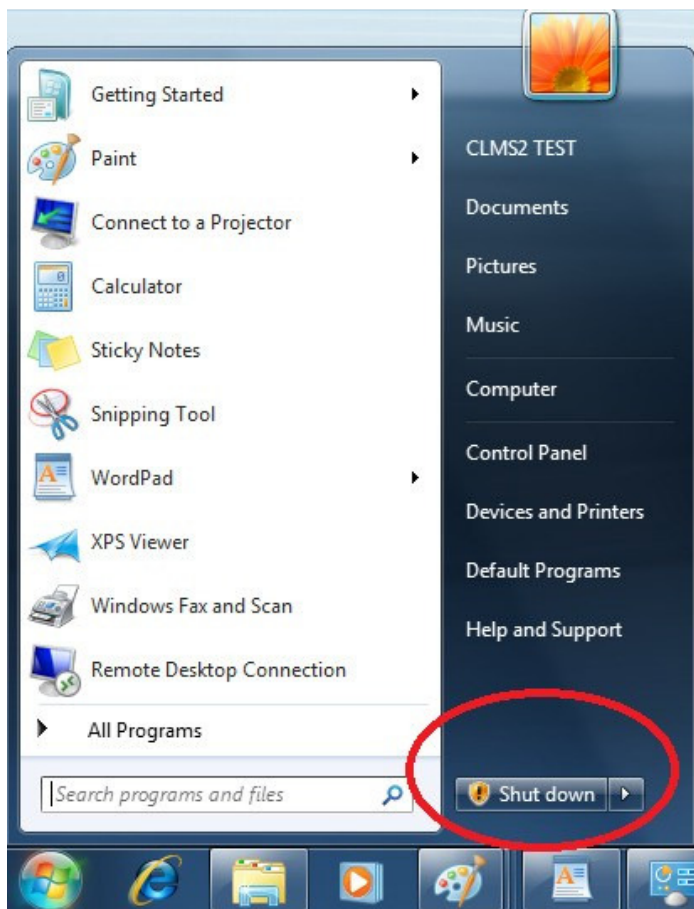 Getting Started
Paint
Connect to a Projector
Calculator
Sticky Notes
Snipping Tool
WordPad
XPS Viewer
Windows Fax and Scan
Remote Desktop Connection
All Programs
Search programs and files
CLMS2 TEST
Documents
Pictures
Music
Computer
Control Panel
Devices and Printers
Default Programs
Help and Support
Shut down